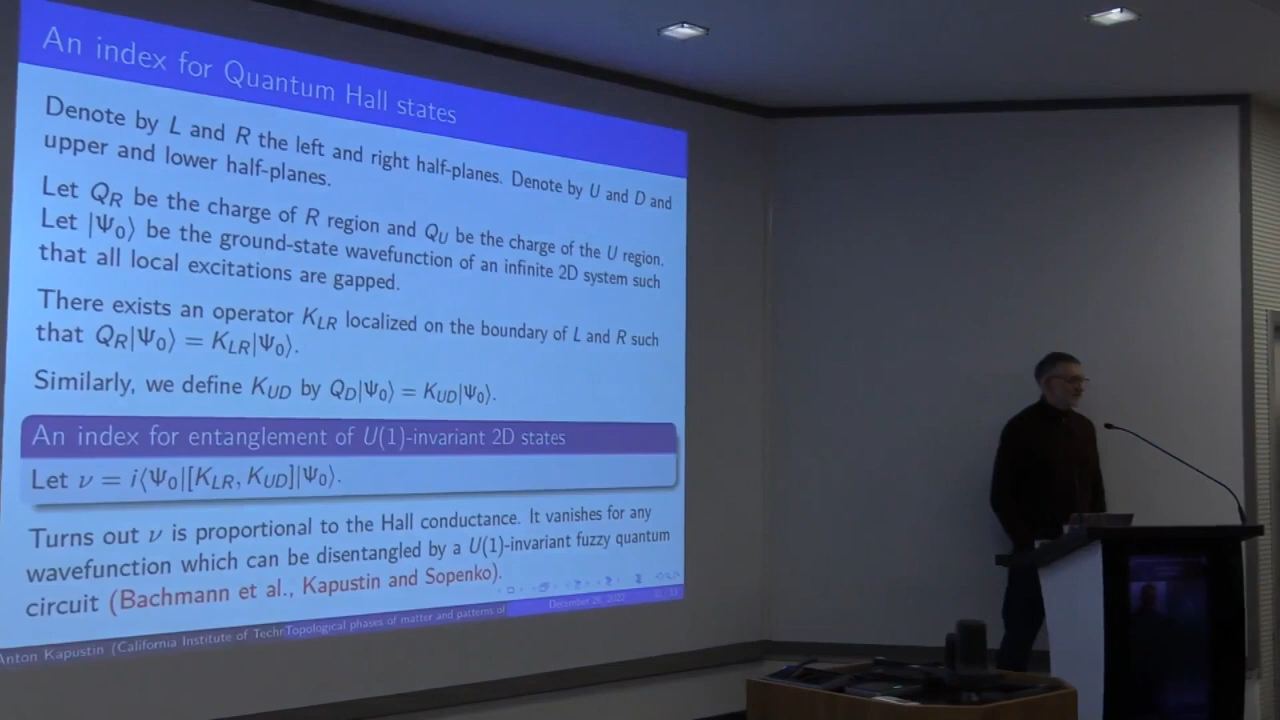 An index for Quantum Hall states
Denote by L and R the left and right half-planes. Denote by U and D and
upper and lower half-planes.
Let Q_R be the charge of R region and Q_U be the charge of the U region.
Let |Ψ₀⟩ be the ground-state wavefunction of an infinite 2D system such
that all local excitations are gapped.
There exists an operator K_LR localized on the boundary of L and R such
that Q_R|Ψ₀⟩ = K_LR|Ψ₀⟩.
Similarly, we define K_UD by Q_D|Ψ₀⟩ = K_UD|Ψ₀⟩.
An index for entanglement of U(1)-invariant 2D states
Let ν = i⟨Ψ₀|[K_LR, K_UD]|Ψ₀⟩.
Turns out ν is proportional to the Hall conductance. It vanishes for any
wavefunction which can be disentangled by a U(1)-invariant fuzzy quantum
circuit (Bachmann et al., Kapustin and Sopenko).
Anton Kapustin (California Institute of Techn Topological phases of matter and patterns of